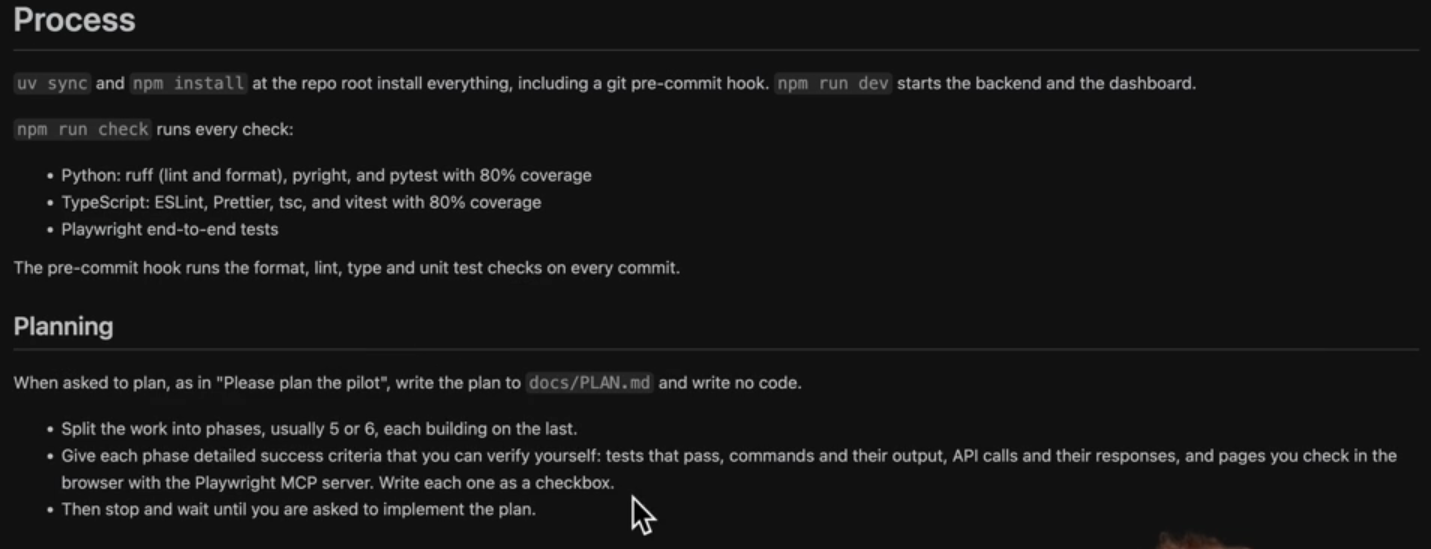 Process
uv sync and npm install at the repo root install everything, including a git pre-commit hook. npm run dev starts the backend and the dashboard.
npm run check runs every check:
• Python: ruff (lint and format), pyright, and pytest with 80% coverage
• TypeScript: ESLint, Prettier, tsc, and vitest with 80% coverage
• Playwright end-to-end tests
The pre-commit hook runs the format, lint, type and unit test checks on every commit.
Planning
When asked to plan, as in "Please plan the pilot", write the plan to docs/PLAN.md and write no code.
• Split the work into phases, usually 5 or 6, each building on the last.
• Give each phase detailed success criteria that you can verify yourself: tests that pass, commands and their output, API calls and their responses, and pages you check in the
browser with the Playwright MCP server. Write each one as a checkbox.
• Then stop and wait until you are asked to implement the plan.